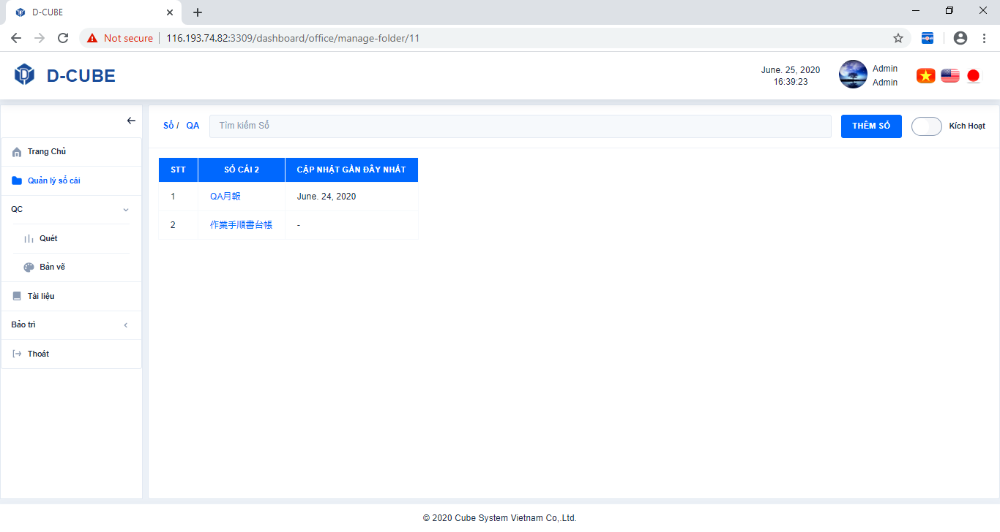 D-CUBE
Not secure
116.193.74.82:3309/dashboard/office/manage-folder/11
D-CUBE
June. 25, 2020
16:39:23
Admin
Admin
Sổ / QA
Tìm kiếm Sổ
THÊM SỔ
Kích Hoạt
Trang Chủ
Quản lý sổ cái
QC
Quét
Bản vẽ
Tài liệu
Bảo trì
Thoát
STT
SỔ CÁI 2
CẬP NHẬT GẦN ĐÂY NHẤT
1
QA月報
June. 24, 2020
2
作業手順書台帳
-
© 2020 Cube System Vietnam Co,.Ltd.